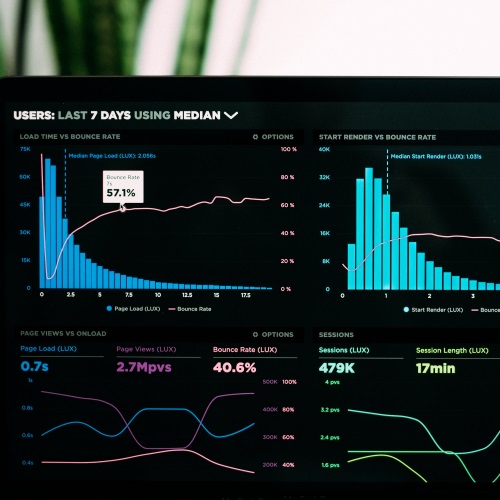 USERS: LAST 7 DAYS USING MEDIAN
LOAD TIME VS BOUNCE RATE
OPTIONS
75K
60K
45K
30K
15K
0
Median Page Load (LUX): 2.056s
Bounce Rate
7s
57.1%
100 %
80 %
60 %
40 %
20 %
0 %
0 2.5 5 7.5 10 12.5 15 17.5
Page Load (LUX) Bounce Rate
START RENDER VS BOUNCE RATE
40K
32K
24K
16K
8K
0
Median Start Render (LUX): 1.031s
0 1 2 3
Start Render (LUX)
PAGE VIEWS VS ONLOAD
OPTIONS
Page Load (LUX)
0.7s
Page Views (LUX)
2.7Mpvs
Bounce Rate (LUX)
40.6%
1s
0.8s
0.6s
0.4s
500K 100%
400K 80%
300K 60%
200K 40%
SESSIONS
Sessions (LUX)
479K
Session Length (LUX)
17min
4 pvs
3.2 pvs
2.4 pvs
1.6 pvs